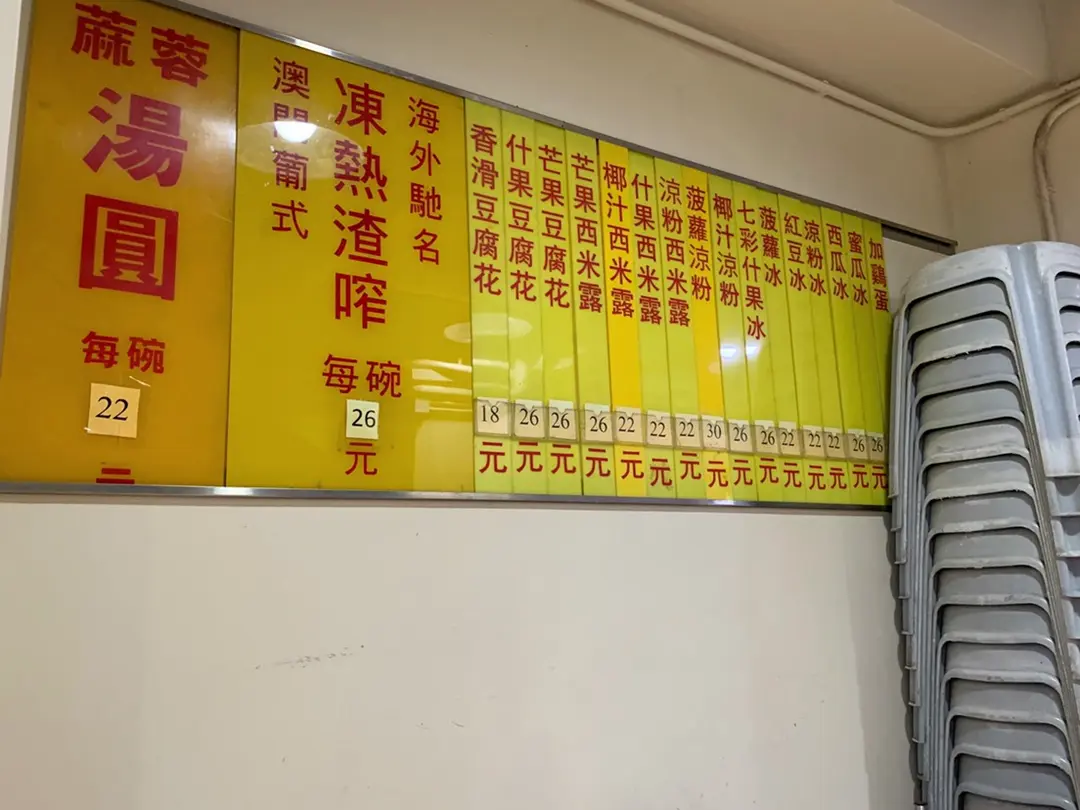 蔴蓉
湯圓
每碗
22
元
海外馳名
澳門葡式
凍熱渣咋
每碗
26
元
香滑豆腐花
什果豆腐花
芒果豆腐花
芒果西米露
椰汁西米露
什果西米露
涼粉西米露
菠蘿涼粉
椰汁涼粉
七彩什果冰
菠蘿冰
紅豆冰
涼粉冰
西瓜冰
蜜瓜冰
加鷄蛋
18 26 26 26 22 22 22 30 26 26 22 22 22 26 26
元 元 元 元 元 元 元 元 元 元 元 元 元 元 元